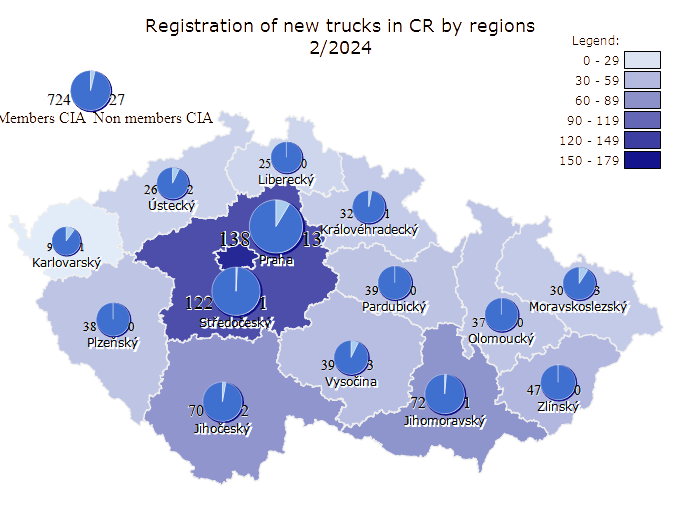 Registration of new trucks in CR by regions
2/2024
Legend:
0 - 29
30 - 59
60 - 89
90 - 119
120 - 149
150 - 179
724 27
Members CIA Non members CIA
25 0
Liberecký
26 2
Ústecký
32 1
Královéhradecký
138 13
Praha
9 1
Karlovarský
39 0
Pardubický
30 3
Moravskoslezský
122 1
Středočeský
38 0
Plzeňský
37 0
Olomoucký
39 3
Vysočina
47 0
Zlínský
70 2
Jihočeský
72 1
Jihomoravský